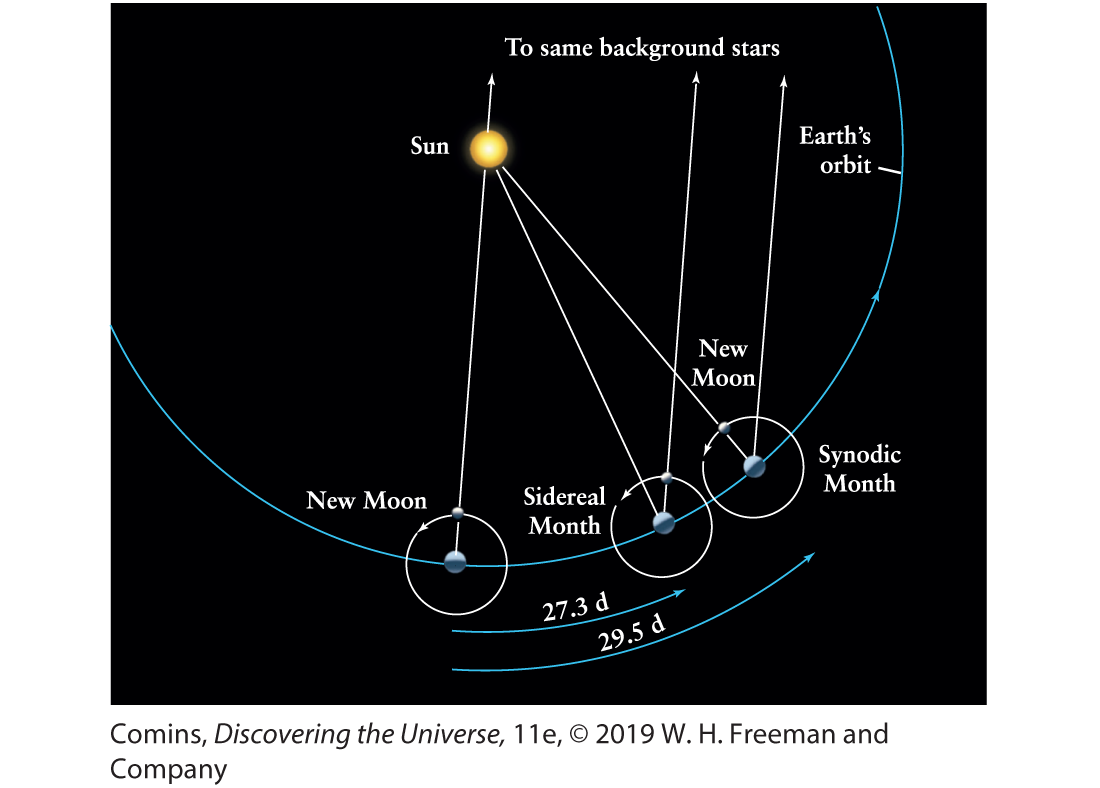 To same background stars
Sun
Earth's
orbit
New
Moon
Synodic
Month
New Moon
Sidereal
Month
27.3 d
29.5 d
Comins, Discovering the Universe, 11e, © 2019 W. H. Freeman and
Company